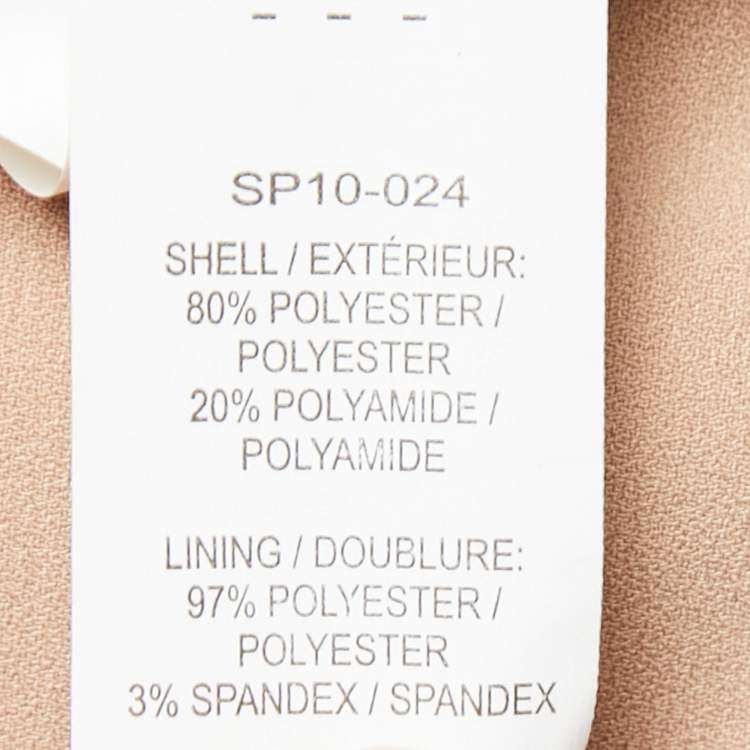 - - -
SP10-024
SHELL / EXTÉRIEUR:
80% POLYESTER /
POLYESTER
20% POLYAMIDE /
POLYAMIDE
LINING / DOUBLURE:
97% POLYESTER /
POLYESTER
3% SPANDEX / SPANDEX